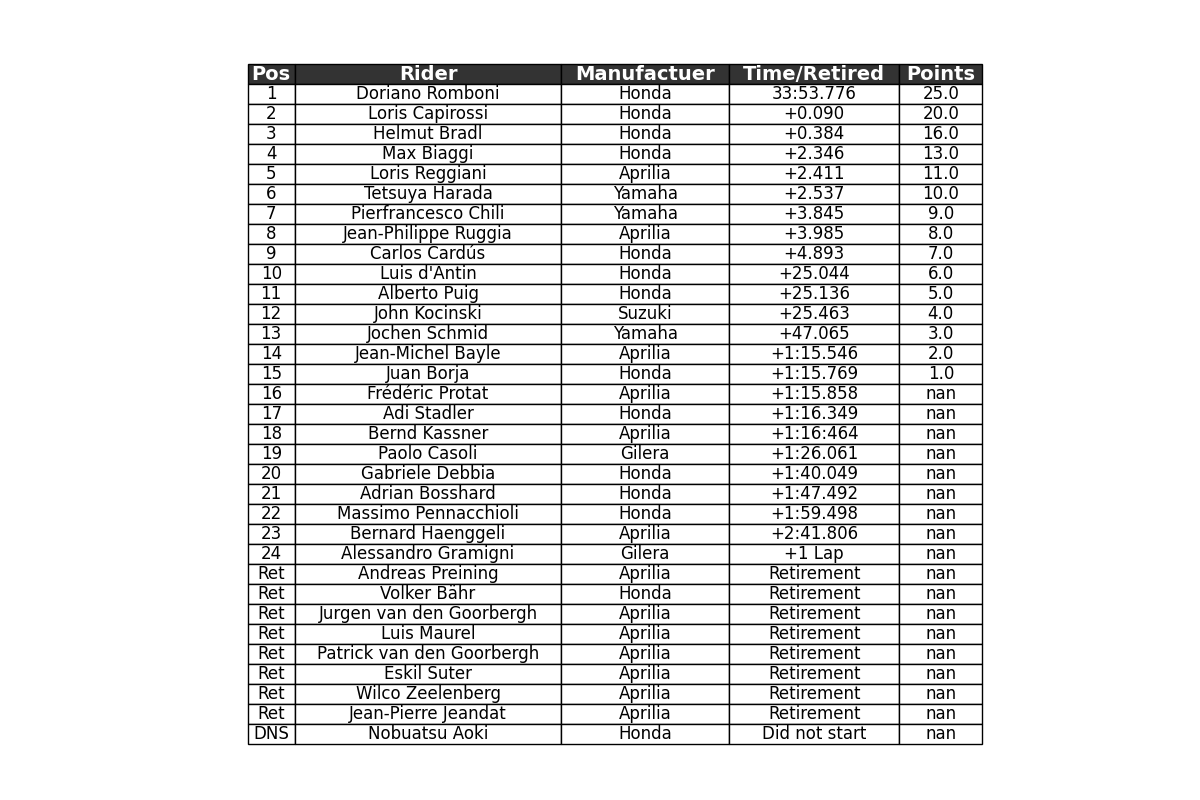 Pos Rider Manufactuer Time/Retired Points
1 Doriano Romboni Honda 33:53.776 25.0
2 Loris Capirossi Honda +0.090 20.0
3 Helmut Bradl Honda +0.384 16.0
4 Max Biaggi Honda +2.346 13.0
5 Loris Reggiani Aprilia +2.411 11.0
6 Tetsuya Harada Yamaha +2.537 10.0
7 Pierfrancesco Chili Yamaha +3.845 9.0
8 Jean-Philippe Ruggia Aprilia +3.985 8.0
9 Carlos Cardús Honda +4.893 7.0
10 Luis d'Antin Honda +25.044 6.0
11 Alberto Puig Honda +25.136 5.0
12 John Kocinski Suzuki +25.463 4.0
13 Jochen Schmid Yamaha +47.065 3.0
14 Jean-Michel Bayle Aprilia +1:15.546 2.0
15 Juan Borja Honda +1:15.769 1.0
16 Frédéric Protat Aprilia +1:15.858 nan
17 Adi Stadler Honda +1:16.349 nan
18 Bernd Kassner Aprilia +1:16:464 nan
19 Paolo Casoli Gilera +1:26.061 nan
20 Gabriele Debbia Honda +1:40.049 nan
21 Adrian Bosshard Honda +1:47.492 nan
22 Massimo Pennacchioli Honda +1:59.498 nan
23 Bernard Haenggeli Aprilia +2:41.806 nan
24 Alessandro Gramigni Gilera +1 Lap nan
Ret Andreas Preining Aprilia Retirement nan
Ret Volker Bähr Honda Retirement nan
Ret Jurgen van den Goorbergh Aprilia Retirement nan
Ret Luis Maurel Aprilia Retirement nan
Ret Patrick van den Goorbergh Aprilia Retirement nan
Ret Eskil Suter Aprilia Retirement nan
Ret Wilco Zeelenberg Aprilia Retirement nan
Ret Jean-Pierre Jeandat Aprilia Retirement nan
DNS Nobuatsu Aoki Honda Did not start nan